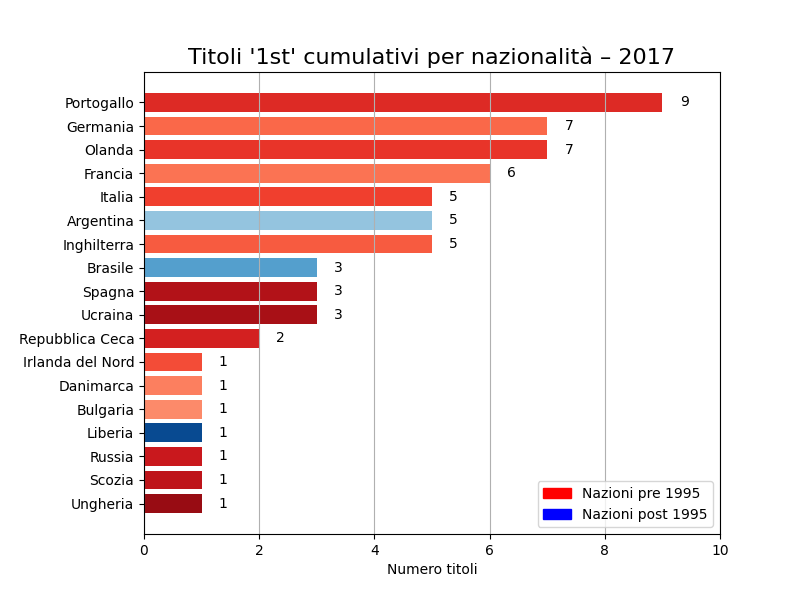 Titoli '1st' cumulativi per nazionalità – 2017
Portogallo 9
Germania 7
Olanda 7
Francia 6
Italia 5
Argentina 5
Inghilterra 5
Brasile 3
Spagna 3
Ucraina 3
Repubblica Ceca 2
Irlanda del Nord 1
Danimarca 1
Bulgaria 1
Liberia 1
Russia 1
Scozia 1
Ungheria 1
Nazioni pre 1995
Nazioni post 1995
0 2 4 6 8 10
Numero titoli